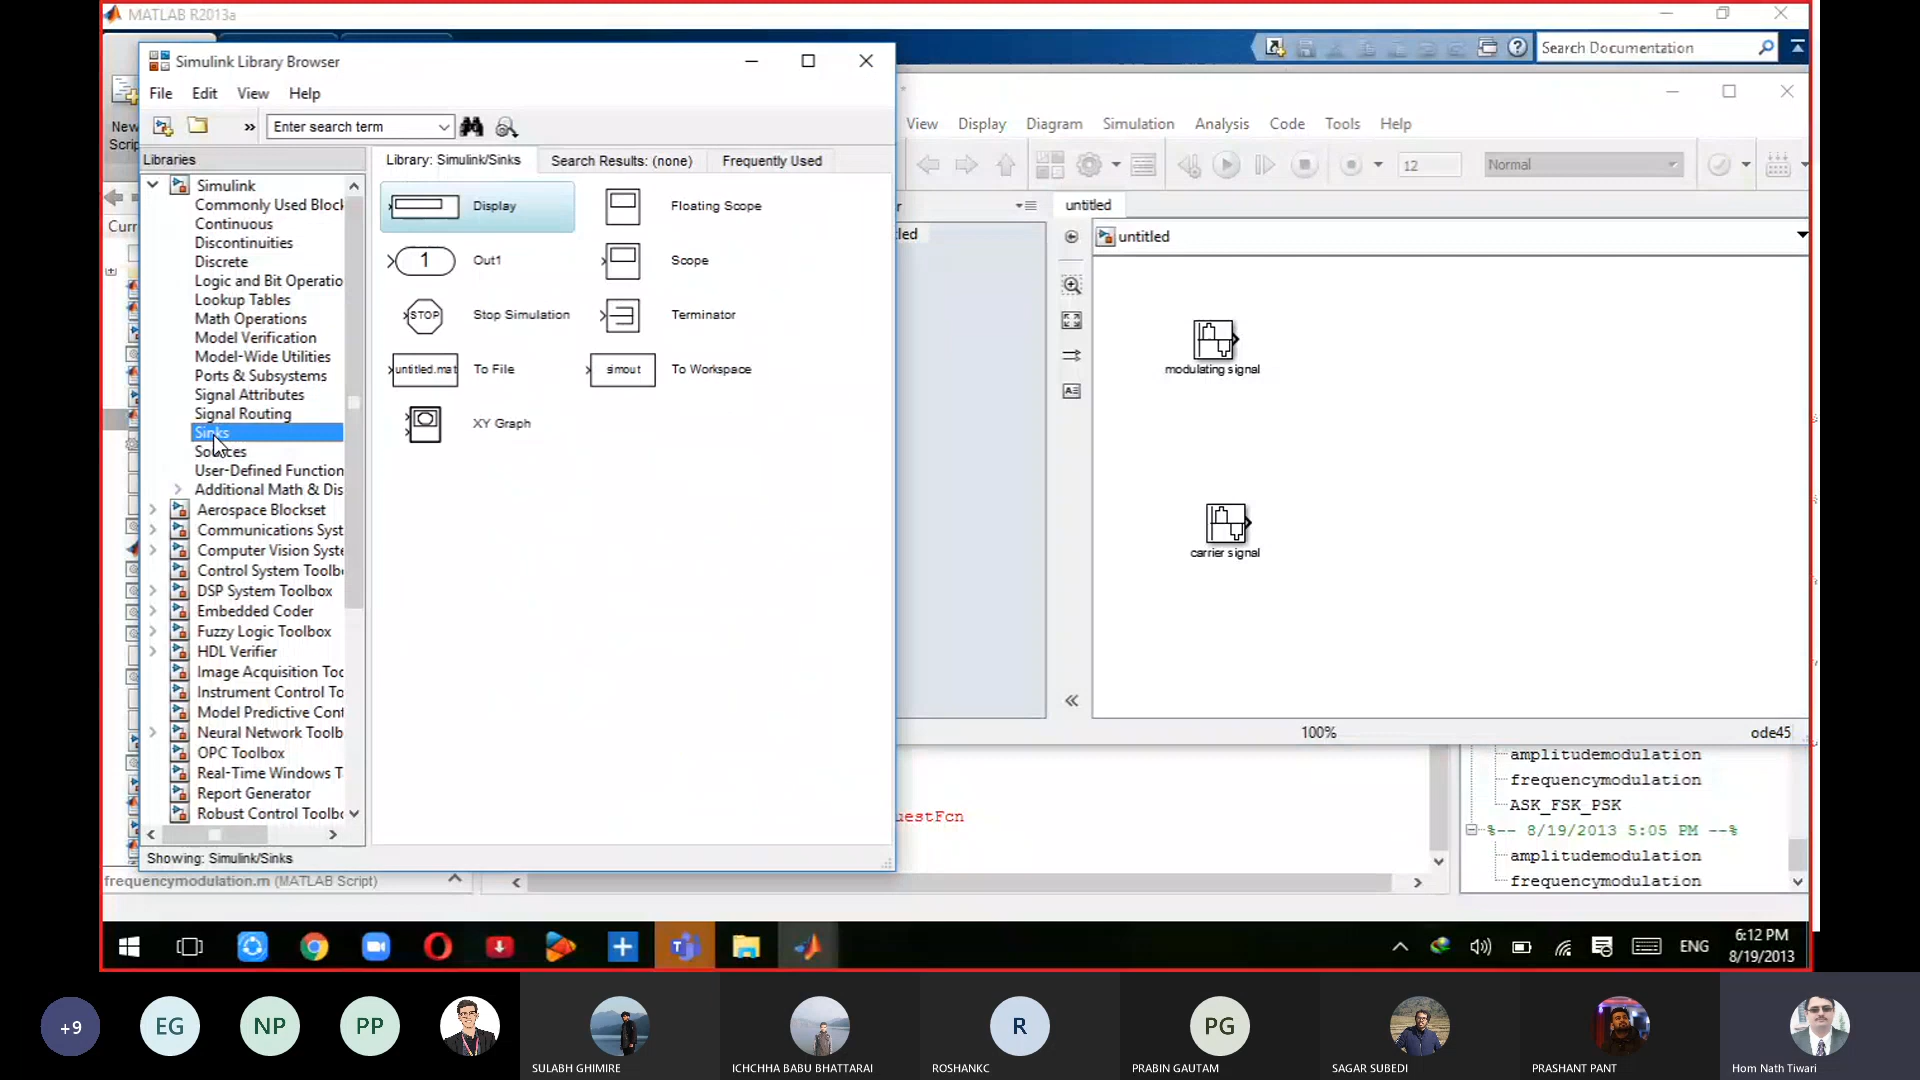 MATLAB R2013a
Search Documentation
Simulink Library Browser
File Edit View Help
View Display Diagram Simulation Analysis Code Tools Help
New
Scrip
Enter search term
12
Normal
Libraries
Library: Simulink/Sinks
Search Results: (none)
Frequently Used
Curr
Simulink
Commonly Used Block
Continuous
Discontinuities
Discrete
Logic and Bit Operatio
Lookup Tables
Math Operations
Model Verification
Model-Wide Utilities
Ports & Subsystems
Signal Attributes
Signal Routing
Sinks
Sources
User-Defined Function
Additional Math & Dis
Aerospace Blockset
Communications Syst
Computer Vision Syste
Control System Toolb
DSP System Toolbox
Embedded Coder
Fuzzy Logic Toolbox
HDL Verifier
Image Acquisition Too
Instrument Control To
Model Predictive Cont
Neural Network Toolb
OPC Toolbox
Real-Time Windows T
Report Generator
Robust Control Toolbo
Display
Floating Scope
1 Out1
Scope
STOP Stop Simulation
Terminator
untitled.mat To File
simout To Workspace
XY Graph
Showing: Simulink/Sinks
r
led
untitled
untitled
modulating signal
carrier signal
100%
ode45
uestFcn
amplitudemodulation
frequencymodulation
ASK_FSK_PSK
%-- 8/19/2013 5:05 PM --%
amplitudemodulation
frequencymodulation
frequencymodulation.m (MATLAB Script)
ENG
6:12 PM
8/19/2013
+9
EG
NP
PP
R
PG
SULABH GHIMIRE
ICHCHHA BABU BHATTARAI
ROSHANKC
PRABIN GAUTAM
SAGAR SUBEDI
PRASHANT PANT
Hom Nath Tiwari